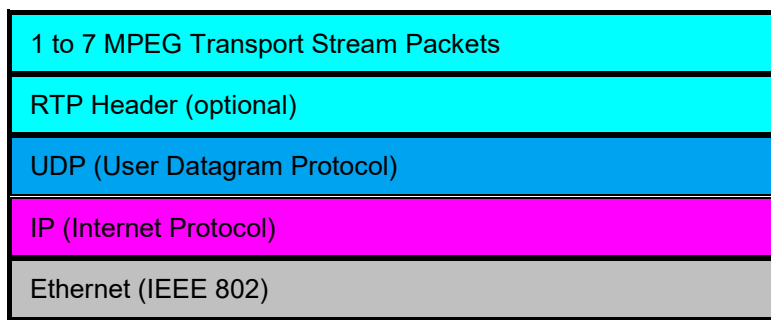 1 to 7 MPEG Transport Stream Packets
RTP Header (optional)
UDP (User Datagram Protocol)
IP (Internet Protocol)
Ethernet (IEEE 802)